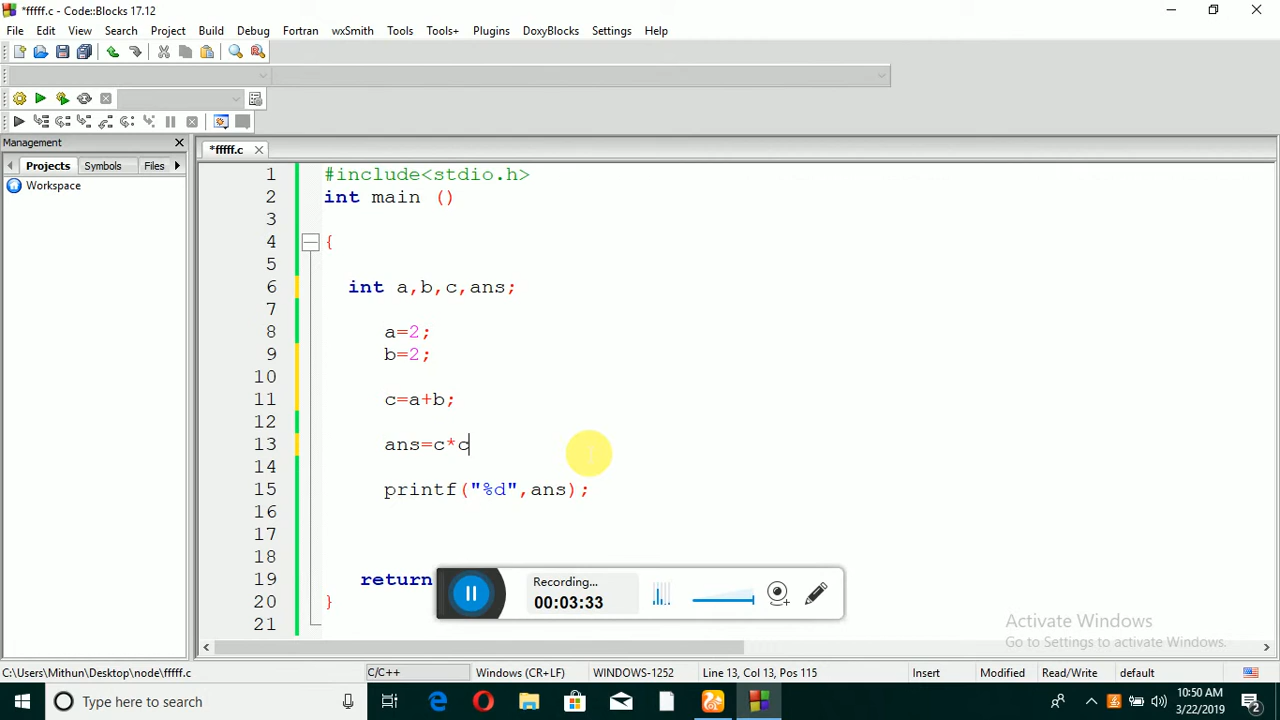 *fffff.c - Code::Blocks 17.12
File Edit View Search Project Build Debug Fortran wxSmith Tools Tools+ Plugins DoxyBlocks Settings Help
Management
*fffff.c
Projects Symbols Files
Workspace
1 #include<stdio.h>
2 int main ()
3
4 {
5
6 int a,b,c,ans;
7
8 a=2;
9 b=2;
10
11 c=a+b;
12
13 ans=c*c
14
15 printf("%d",ans);
16
17
18
19 return
20 }
21
Recording...
00:03:33
Activate Windows
Go to Settings to activate Windows.
C:\Users\Mithun\Desktop\node\fffff.c C/C++ Windows (CR+LF) WINDOWS-1252 Line 13, Col 13, Pos 115 Insert Modified Read/Write default
Type here to search
10:50 AM
3/22/2019
2